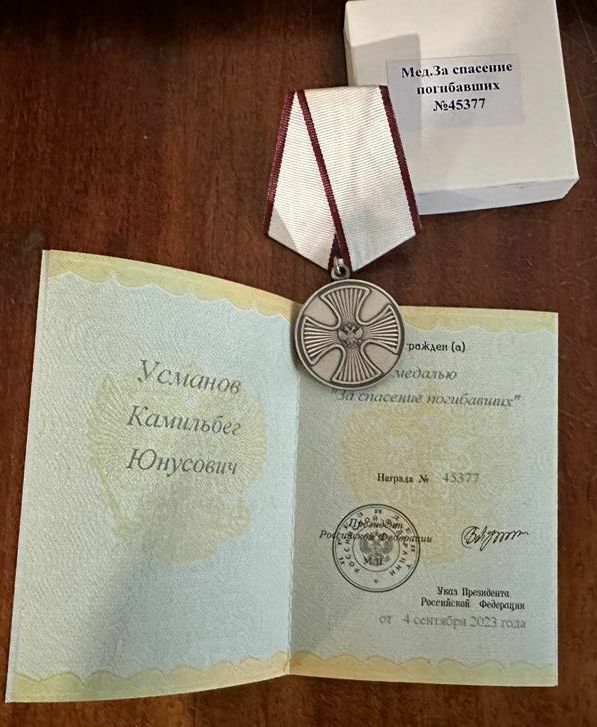 Мед.За спасение
погибавших
№45377
Усманов
Камильбег
Юнусович
гражден (а)
медалью
"За спасение погибавших"
Награда № 45377
Президент
Российской Федерации
М.П.
Указ Президента
Российской Федерации
от 4 сентября 2023 года